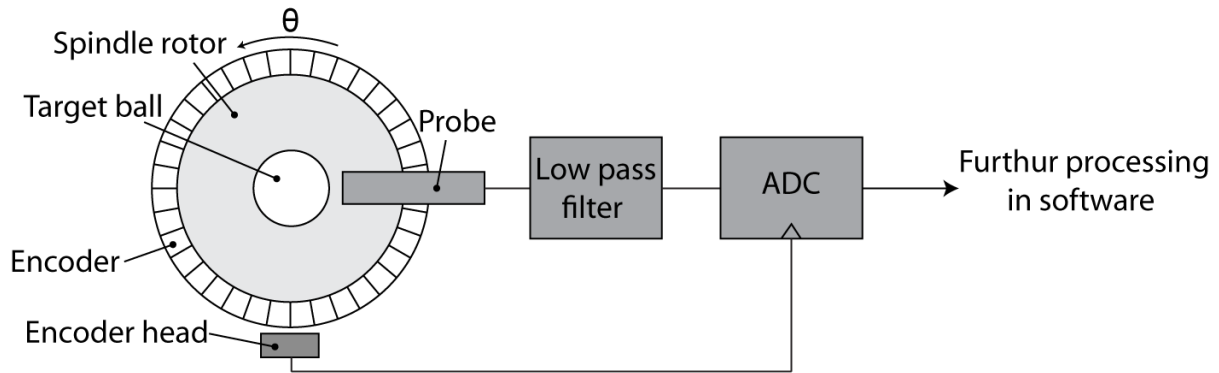 θ
Spindle rotor
Target ball
Probe
Low pass
filter
ADC
Furthur processing
in software
Encoder
Encoder head